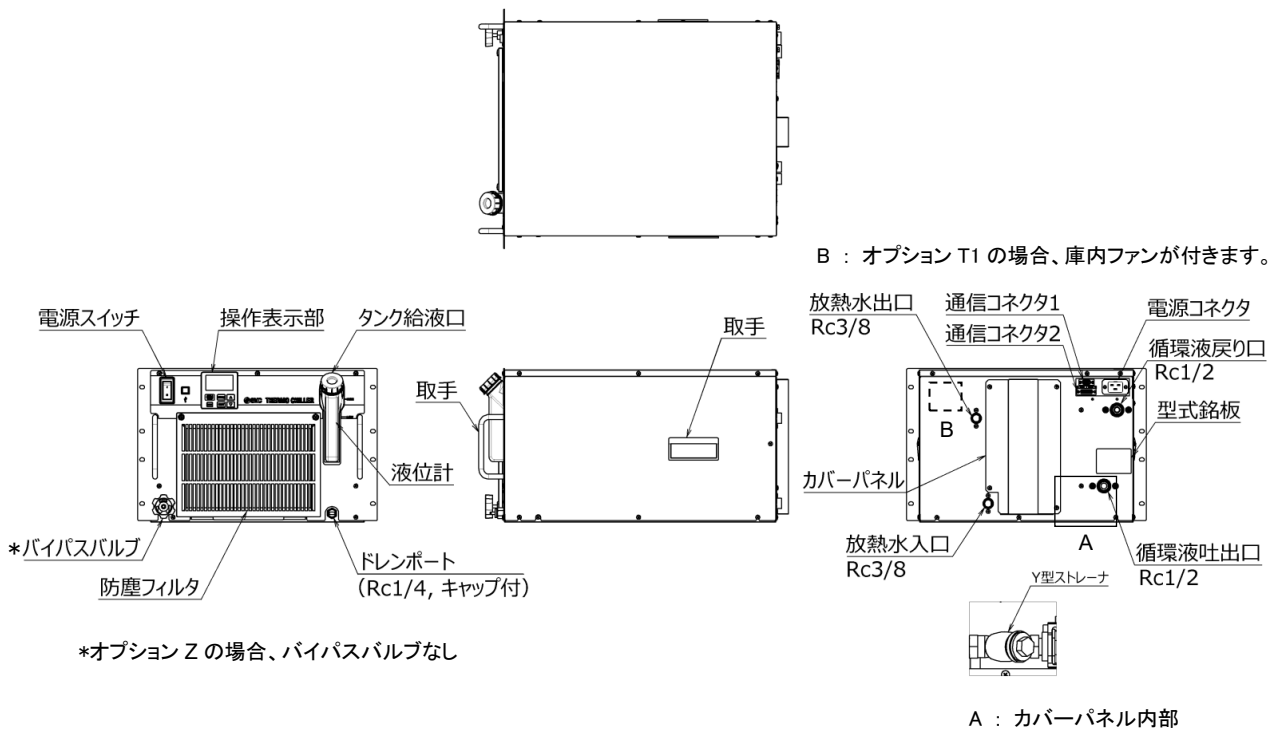 B : オプション T1 の場合、庫内ファンが付きます。
電源スイッチ
操作表示部
タンク給液口
SMC THERMO CHILLER
取手
液位計
*バイパスバルブ
防塵フィルタ
ドレンポート
(Rc1/4, キャップ付)
*オプション Z の場合、バイパスバルブなし
取手
放熱水出口
Rc3/8
通信コネクタ1
通信コネクタ2
電源コネクタ
循環液戻り口
Rc1/2
型式銘板
B
カバーパネル
A
放熱水入口
Rc3/8
循環液吐出口
Rc1/2
Y型ストレーナ
A : カバーパネル内部